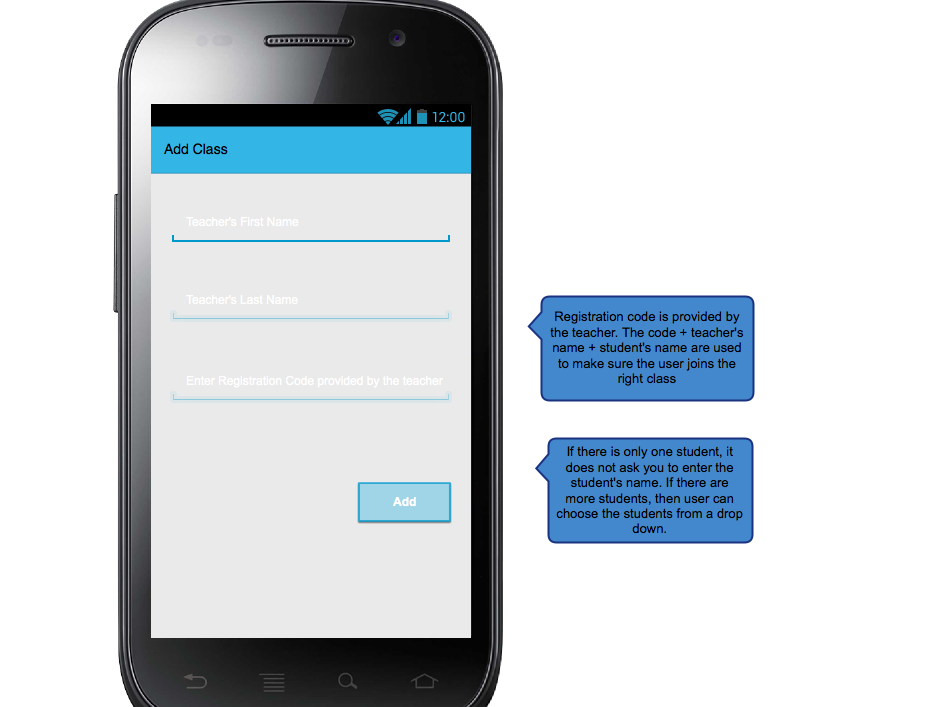 12:00
Add Class
Teacher's First Name
Teacher's Last Name
Enter Registration Code provided by the teacher
Add
Registration code is provided by
the teacher. The code + teacher's
name + student's name are used
to make sure the user joins the
right class
If there is only one student, it
does not ask you to enter the
student's name. If there are
more students, then user can
choose the students from a drop
down.